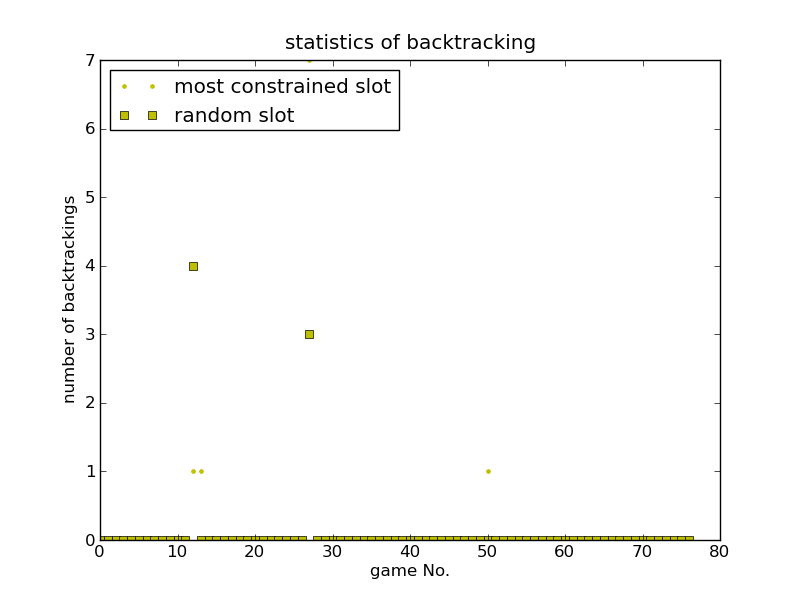 statistics of backtracking
most constrained slot
random slot
number of backtrackings
7
6
5
4
3
2
1
0
0 10 20 30 40 50 60 70 80
game No.